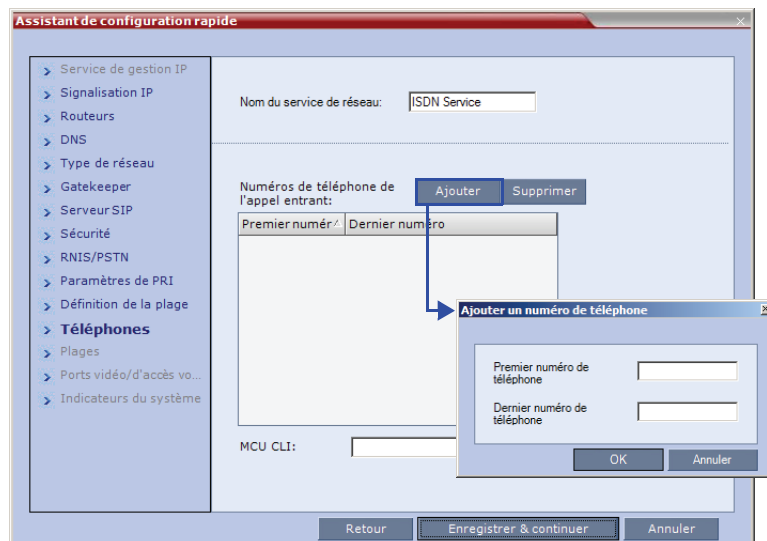 Assistant de configuration rapide
Service de gestion IP
Signalisation IP
Routeurs
DNS
Type de réseau
Gatekeeper
Serveur SIP
Sécurité
RNIS/PSTN
Paramètres de PRI
Définition de la plage
Téléphones
Plages
Ports vidéo/d'accès vo...
Indicateurs du système
Nom du service de réseau: ISDN Service
Numéros de téléphone de
l'appel entrant:
Ajouter Supprimer
Premier numér Dernier numéro
MCU CLI:
Ajouter un numéro de téléphone
Premier numéro de
téléphone
Dernier numéro de
téléphone
OK Annuler
Retour Enregistrer & continuer Annuler